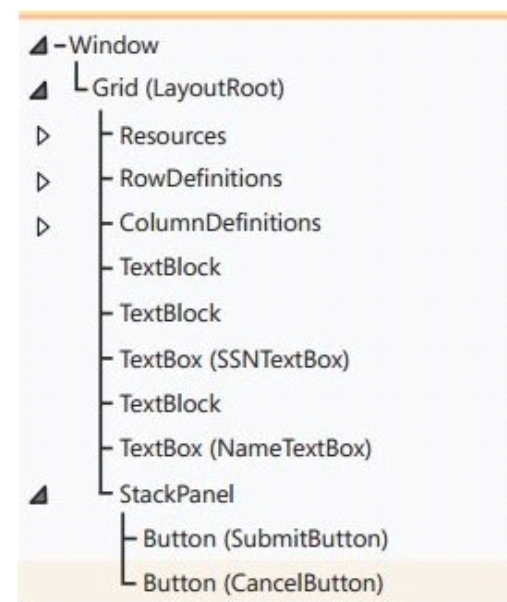 Window
Grid (LayoutRoot)
Resources
RowDefinitions
ColumnDefinitions
TextBlock
TextBlock
TextBox (SSNTextBox)
TextBlock
TextBox (NameTextBox)
StackPanel
Button (SubmitButton)
Button (CancelButton)